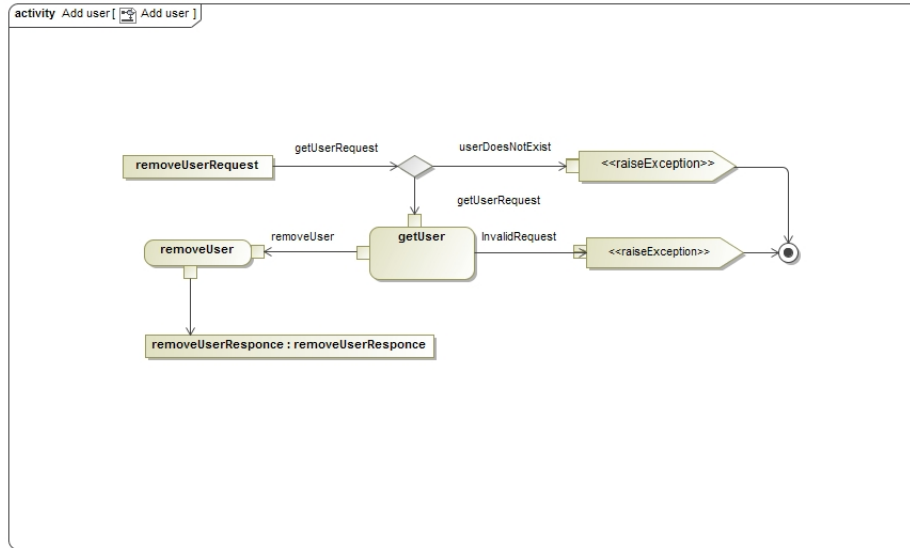 activity Add user [ Add user ]
getUserRequest
userDoesNotExist
removeUserRequest
<<raiseException>>
getUserRequest
removeUser
removeUser
getUser
InvalidRequest
<<raiseException>>
removeUserResponce : removeUserResponce